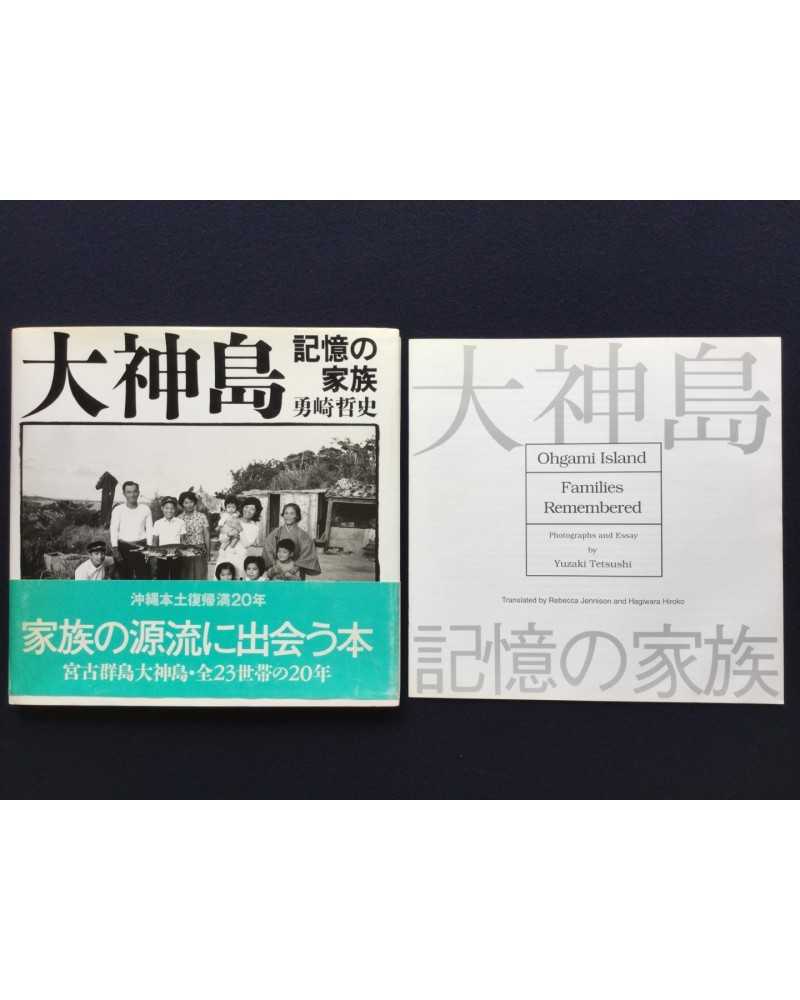 大神島
記憶の
家族
勇崎哲史
沖縄本土復帰満20年
家族の源流に出会う本
宮古群島大神島・全23世帯の20年
大神島
Ohgami Island
Families
Remembered
Photographs and Essay
by
Yuzaki Tetsushi
Translated by Rebecca Jennison and Hagiwara Hiroko
記憶の家族